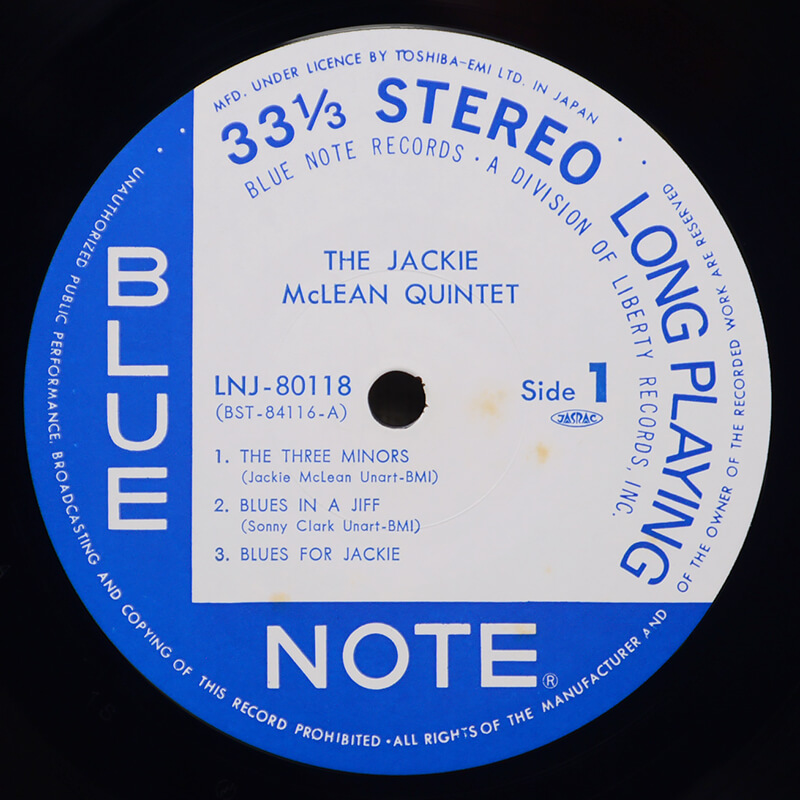 MFD. UNDER LICENCE BY TOSHIBA-EMI LTD. IN JAPAN
33⅓ STEREO LONG PLAYING
BLUE NOTE RECORDS · A DIVISION OF LIBERTY RECORDS, INC.
THE JACKIE
McLEAN QUINTET
LNJ-80118
(BST-84116-A)
Side 1
JASRAC
1. THE THREE MINORS
(Jackie McLean Unart-BMI)
2. BLUES IN A JIFF
(Sonny Clark Unart-BMI)
3. BLUES FOR JACKIE
BLUE
NOTE®
UNAUTHORIZED PUBLIC PERFORMANCE, BROADCASTING AND COPYING OF THIS RECORD PROHIBITED · ALL RIGHTS OF THE MANUFACTURER AND OF THE OWNER OF THE RECORDED WORK ARE RESERVED